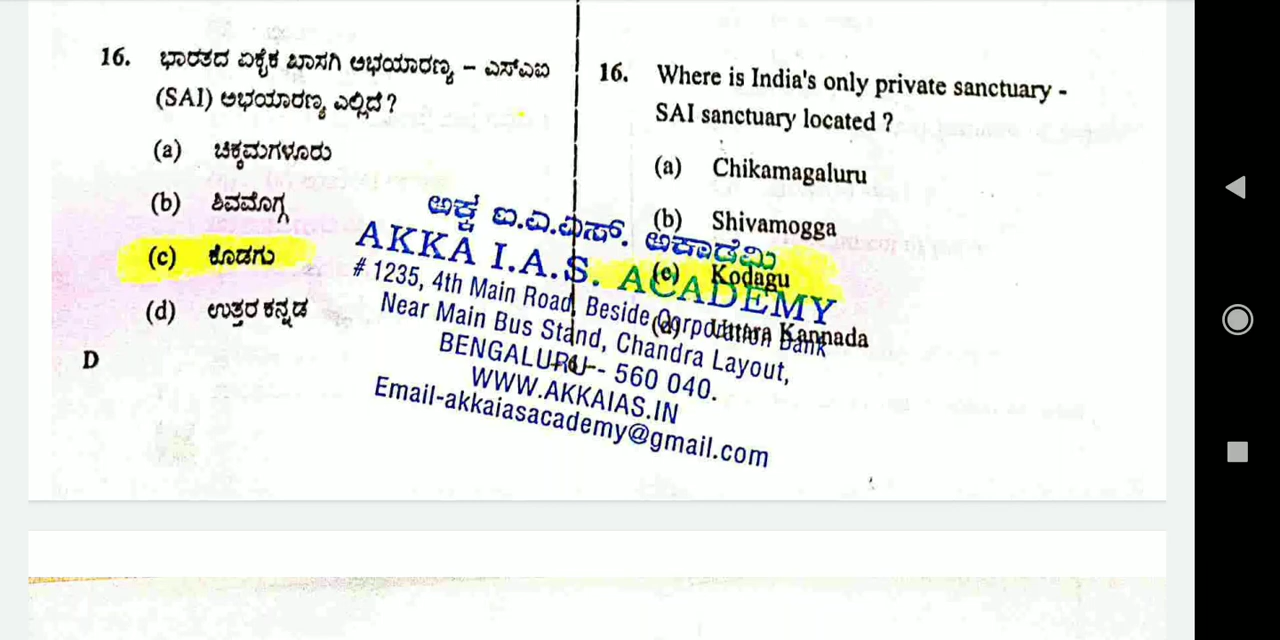 16. ಭಾರತದ ಏಕೈಕ ಖಾಸಗಿ ಅಭಯಾರಣ್ಯ – ಎಸ್‌ಎಐ
(SAI) ಅಭಯಾರಣ್ಯ ಎಲ್ಲಿದೆ ?
(a) ಚಿಕ್ಕಮಗಳೂರು
(b) ಶಿವಮೊಗ್ಗ
(c) ಕೊಡಗು
(d) ಉತ್ತರ ಕನ್ನಡ
D
16. Where is India's only private sanctuary -
SAI sanctuary located ?
(a) Chikamagaluru
(b) Shivamogga
(c) Kodagu
(d) Uttara Kannada
ಅಕ್ಕ ಐ.ಎ.ಎಸ್. ಅಕಾಡೆಮಿ
AKKA I.A.S. ACADEMY
# 1235, 4th Main Road, Beside Corporation Bank
Near Main Bus Stand, Chandra Layout,
BENGALURU - 560 040.
WWW.AKKAIAS.IN
Email-akkaiasacademy@gmail.com